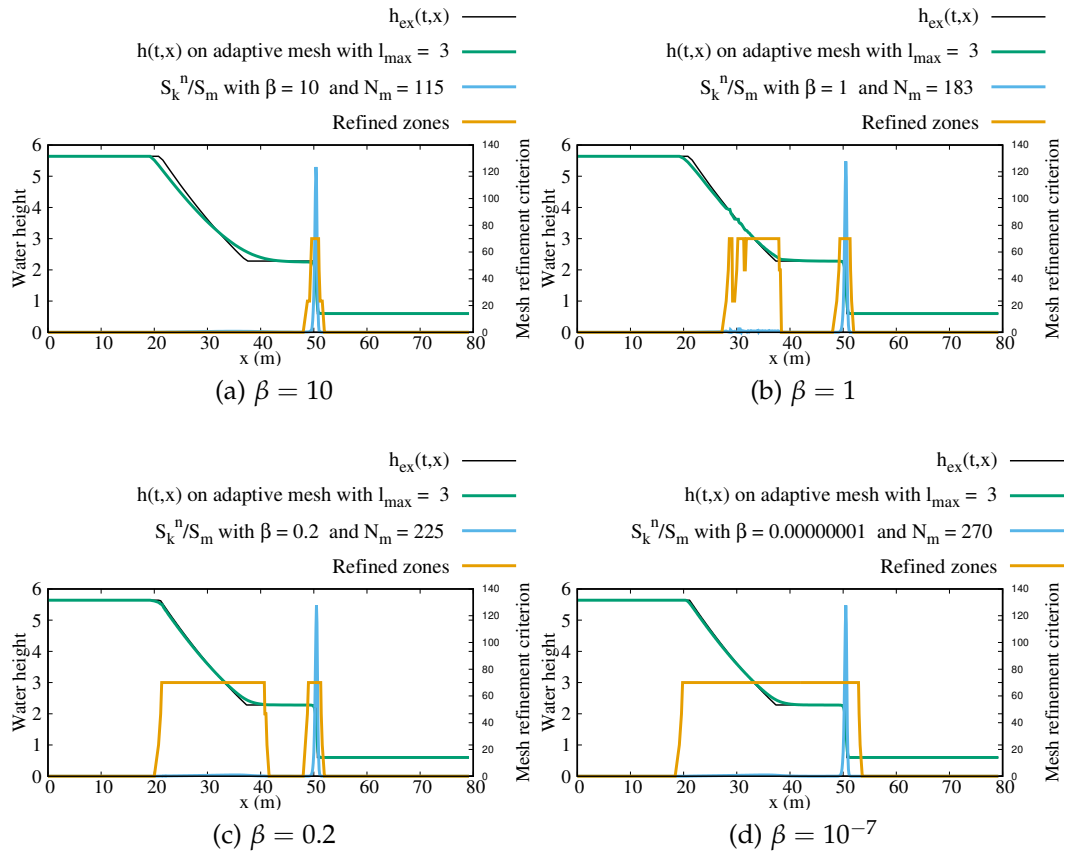 h_ex(t,x)
h(t,x) on adaptive mesh with l_max = 3
S_k^n/S_m with β = 10 and N_m = 115
Refined zones
Water height
6
5
4
3
2
1
0
0 10 20 30 40 50 60 70 80
x (m)
140
120
100
80
60
40
20
0
Mesh refinement criterion
(a) β = 10
h_ex(t,x)
h(t,x) on adaptive mesh with l_max = 3
S_k^n/S_m with β = 1 and N_m = 183
Refined zones
Water height
6
5
4
3
2
1
0
0 10 20 30 40 50 60 70 80
x (m)
140
120
100
80
60
40
20
0
Mesh refinement criterion
(b) β = 1
h_ex(t,x)
h(t,x) on adaptive mesh with l_max = 3
S_k^n/S_m with β = 0.2 and N_m = 225
Refined zones
Water height
6
5
4
3
2
1
0
0 10 20 30 40 50 60 70 80
x (m)
140
120
100
80
60
40
20
0
Mesh refinement criterion
(c) β = 0.2
h_ex(t,x)
h(t,x) on adaptive mesh with l_max = 3
S_k^n/S_m with β = 0.00000001 and N_m = 270
Refined zones
Water height
6
5
4
3
2
1
0
0 10 20 30 40 50 60 70 80
x (m)
140
120
100
80
60
40
20
0
Mesh refinement criterion
(d) β = 10⁻⁷